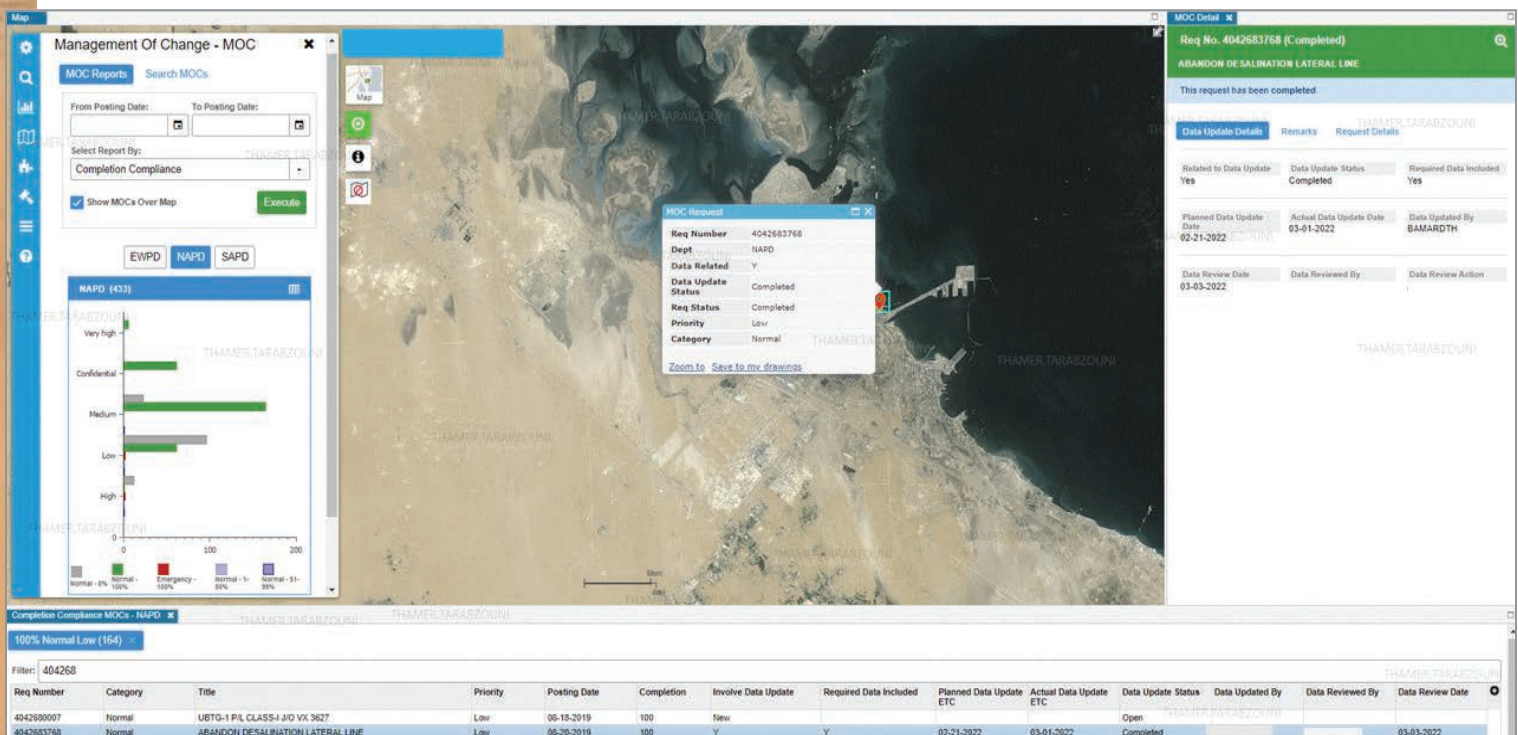 Map
Management Of Change - MOC
MOC Reports Search MOCs
From Posting Date: To Posting Date:
Select Report By:
Completion Compliance
Show MOCs Over Map Execute
EWPD NAPD SAPD
NAPD (433)
Very high
Confidential
Medium
Low
High
0
0 100 200
Normal - 0% Normal - 100% Emergency - 100% Normal - 1-50% Normal - 51-99%
Map
MOC Request
Req Number 4042683768
Dept NAPD
Data Related Y
Data Update Status Completed
Req Status Completed
Priority Low
Category Normal
Zoom to Save to my drawings
THAMER.TARABZOUNI
MOC Detail
Req No. 4042683768 (Completed)
ABANDON DESALINATION LATERAL LINE
This request has been completed
Data Update Details Remarks Request Details
Related to Data Update Data Update Status Required Data Included
Yes Completed Yes
Planned Data Update Date Actual Data Update Date Data Updated By
02-21-2022 03-01-2022 BAMARDTH
Data Review Date Data Reviewed By Data Review Action
03-03-2022
Completion Compliance MOCs - NAPD
100% Normal Low (164)
Filter: 404268
Req Number Category Title Priority Posting Date Completion Involve Data Update Required Data Included Planned Data Update ETC Actual Data Update ETC Data Update Status Data Updated By Data Reviewed By Data Review Date
4042680007 Normal UBTG-1 P/L CLASS-I J/O VX 3627 Low 08-18-2019 100 New Open
4042683768 Normal ABANDON DESALINATION LATERAL LINE Low 08-20-2019 100 Y Y 02-21-2022 03-01-2022 Completed 03-03-2022